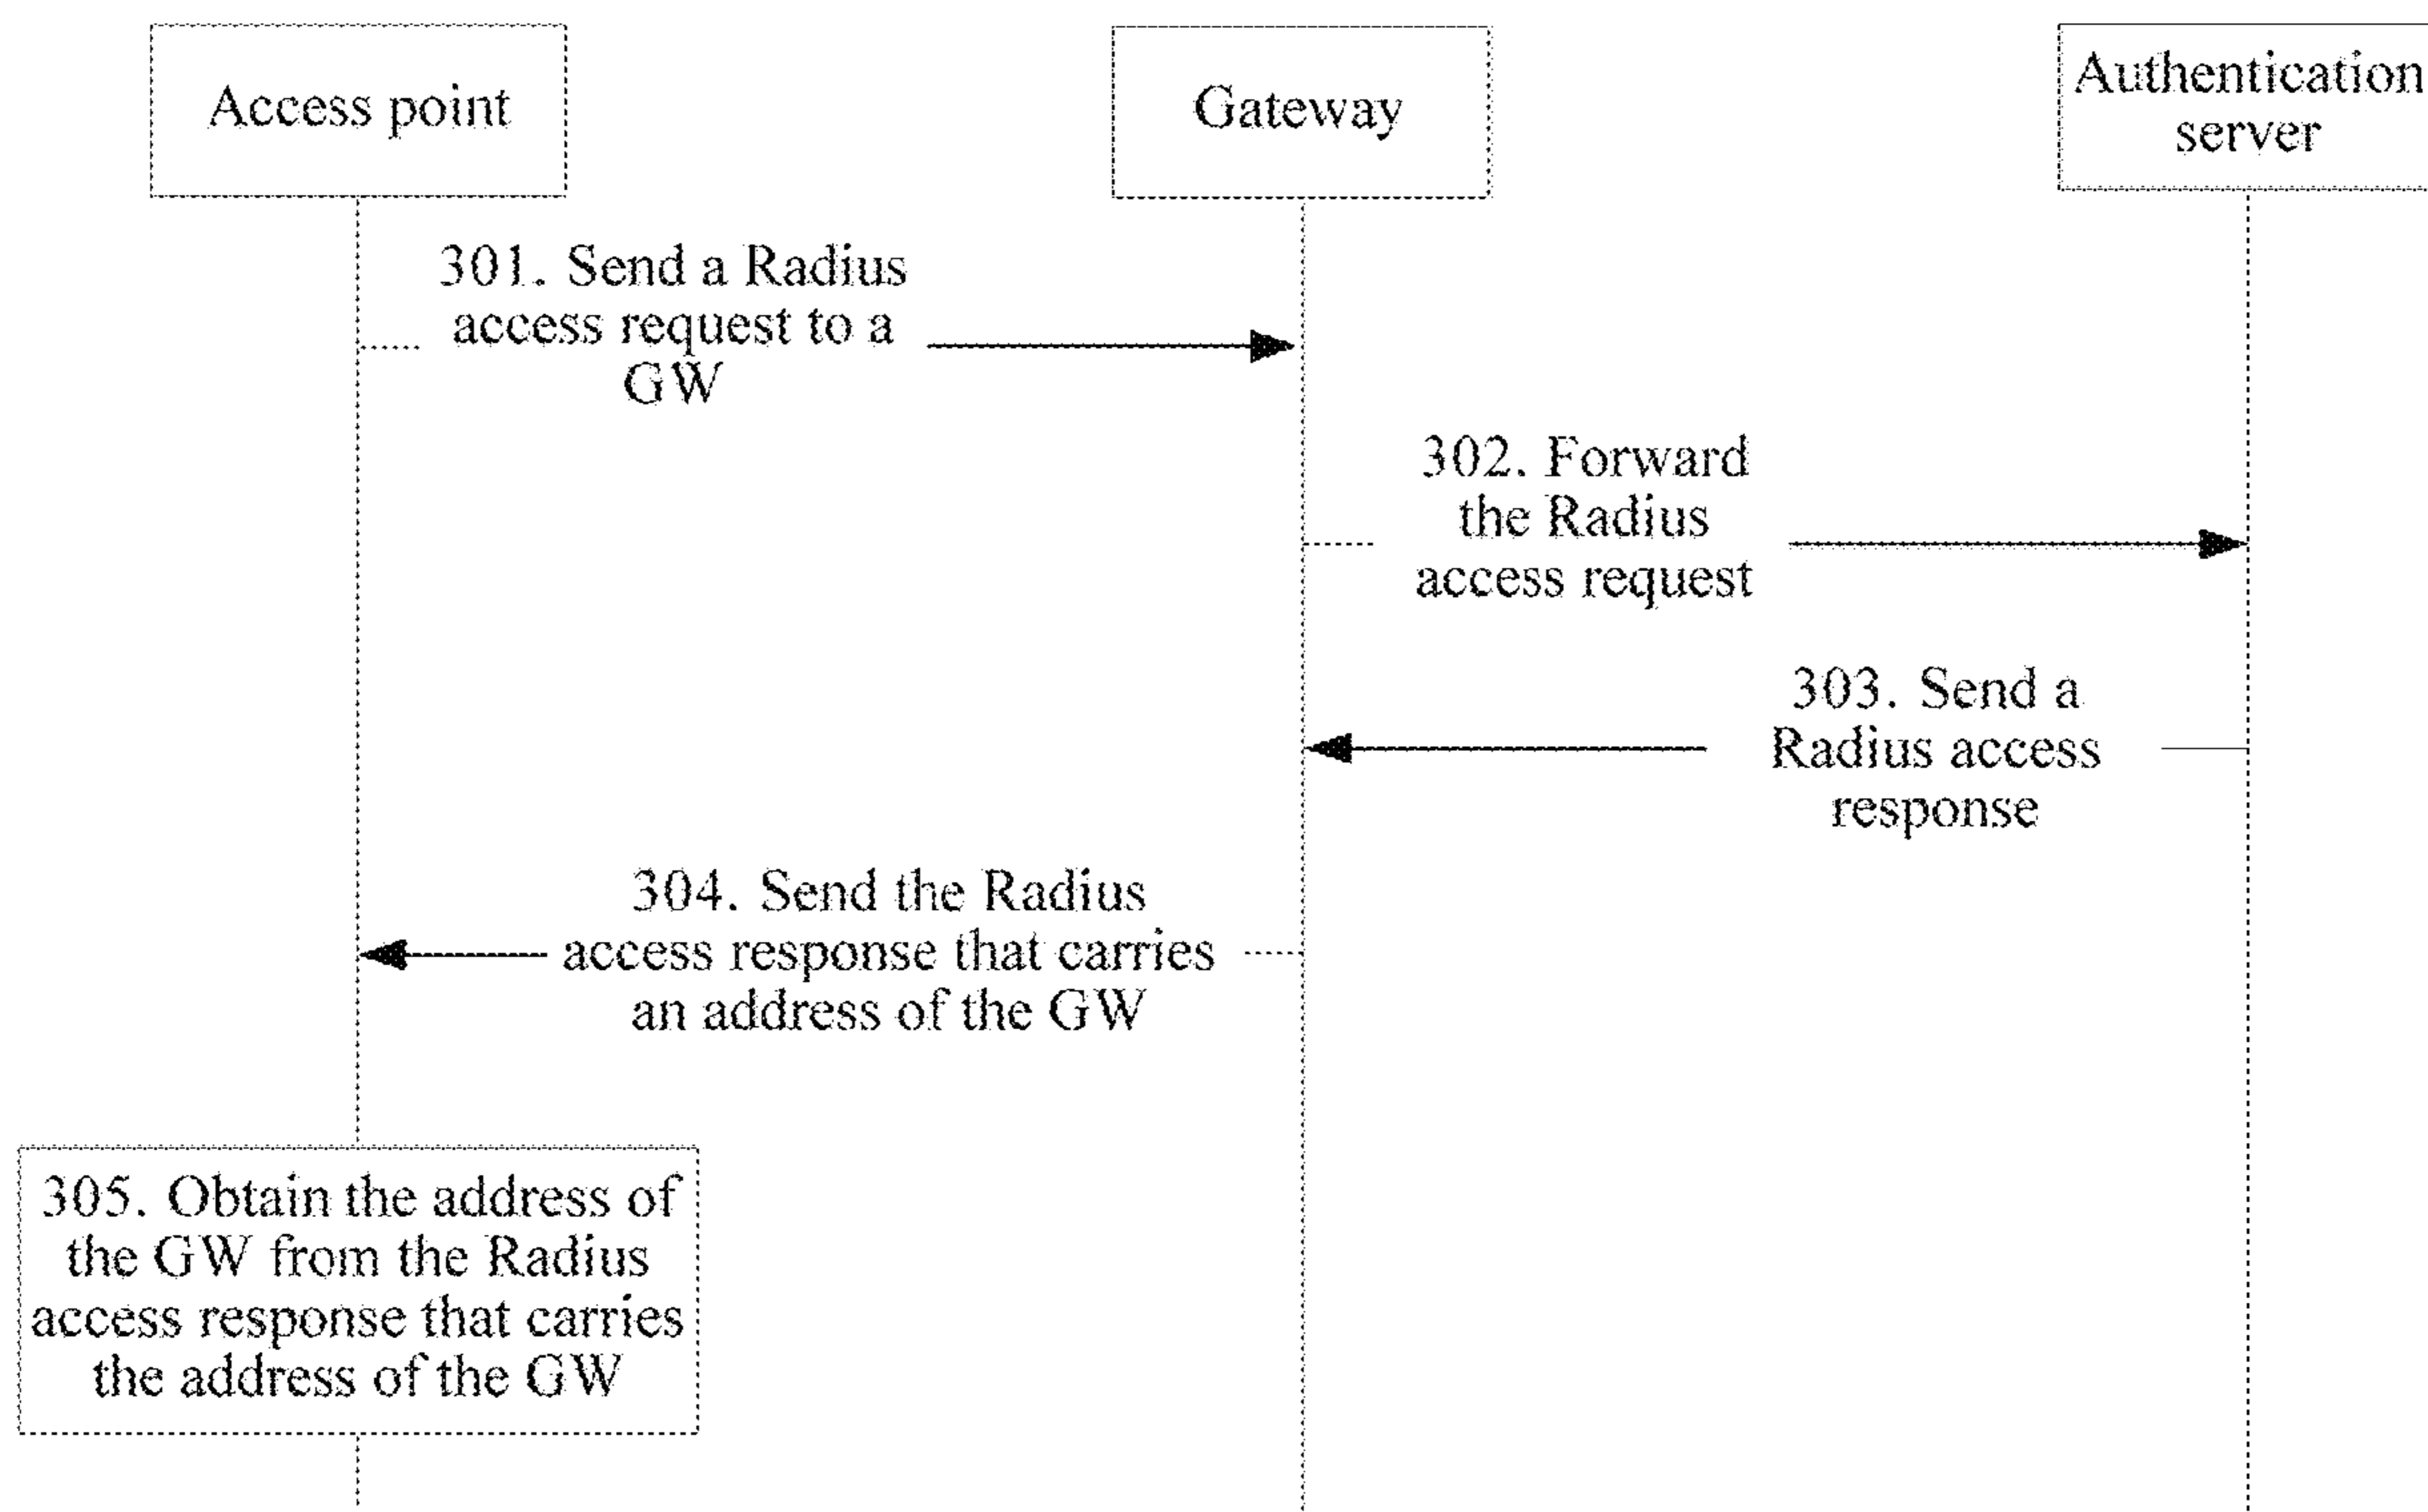 Access point
Gateway
Authentication
server
301. Send a Radius
access request to a
GW
302. Forward
the Radius
access request
303. Send a
Radius access
response
304. Send the Radius
access response that carries
an address of the GW
305. Obtain the address of
the GW from the Radius
access response that carries
the address of the GW